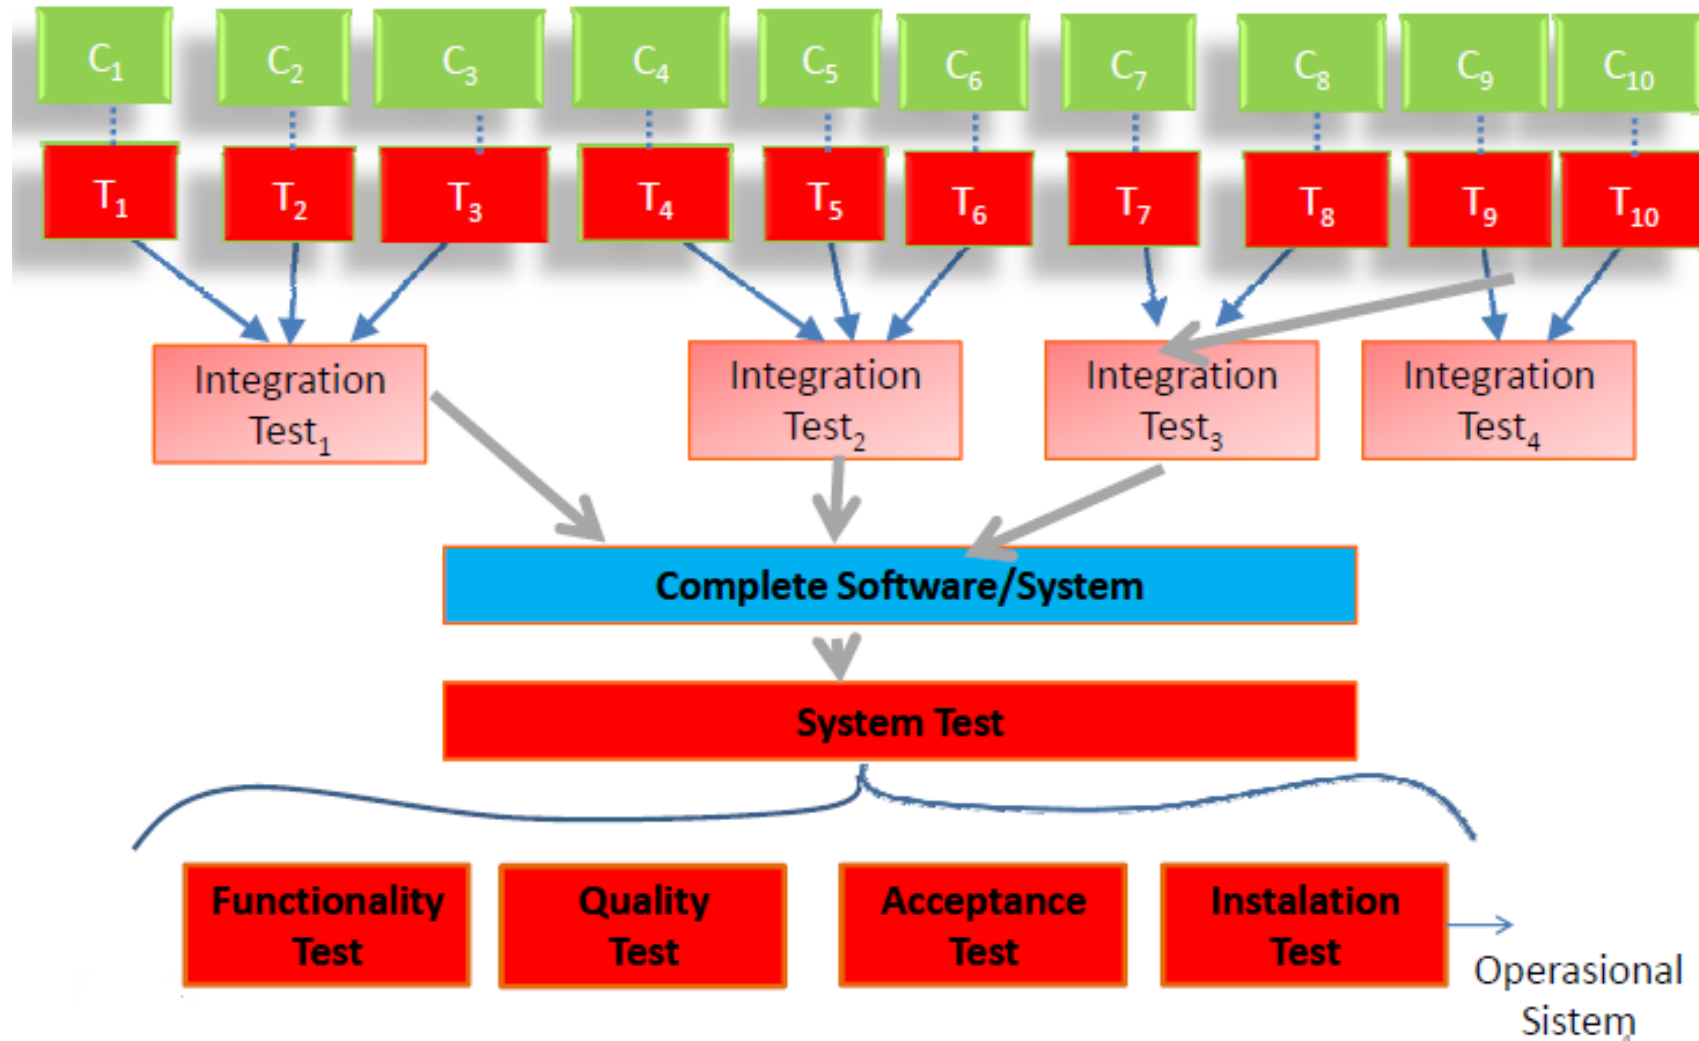 C1 C2 C3 C4 C5 C6 C7 C8 C9 C10
T1 T2 T3 T4 T5 T6 T7 T8 T9 T10
Integration
Test1
Integration
Test2
Integration
Test3
Integration
Test4
Complete Software/System
System Test
Functionality
Test
Quality
Test
Acceptance
Test
Instalation
Test
Operasional
Sistem